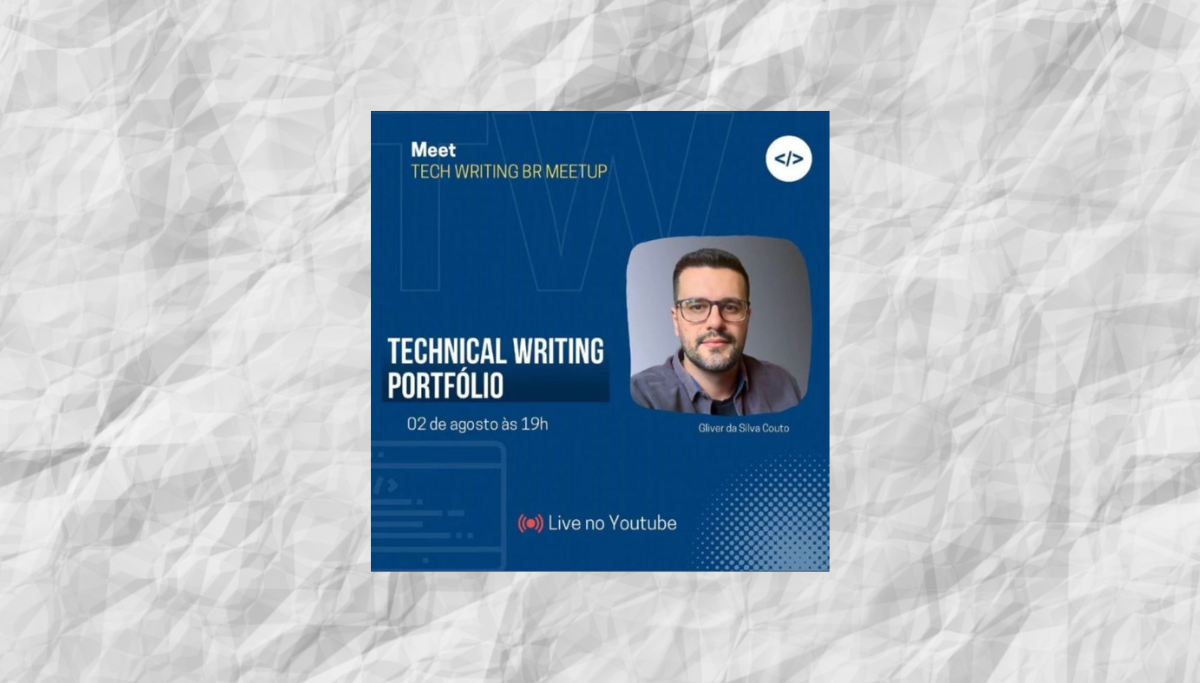 Meet
TECH WRITING BR MEETUP
</>
TECHNICAL WRITING
PORTFÓLIO
02 de agosto às 19h
Gliver da Silva Couto
Live no Youtube
TW
/>